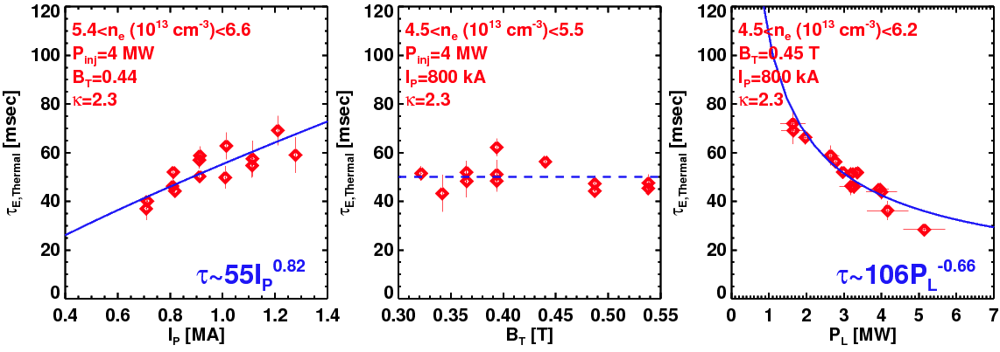 120
100
80
60
40
20
0
τE,Thermal [msec]
5.4<ne (10^13 cm^-3)<6.6
Pinj=4 MW
BT=0.44
κ=2.3
τ~55IP^0.82
0.4 0.6 0.8 1.0 1.2 1.4
IP [MA]
120
100
80
60
40
20
0
τE,Thermal [msec]
4.5<ne (10^13 cm^-3)<5.5
Pinj=4 MW
IP=800 kA
κ=2.3
0.30 0.35 0.40 0.45 0.50 0.55
BT [T]
120
100
80
60
40
20
0
τE,Thermal [msec]
4.5<ne (10^13 cm^-3)<6.2
BT=0.45 T
IP=800 kA
κ=2.3
τ~106PL^-0.66
0 1 2 3 4 5 6 7
PL [MW]